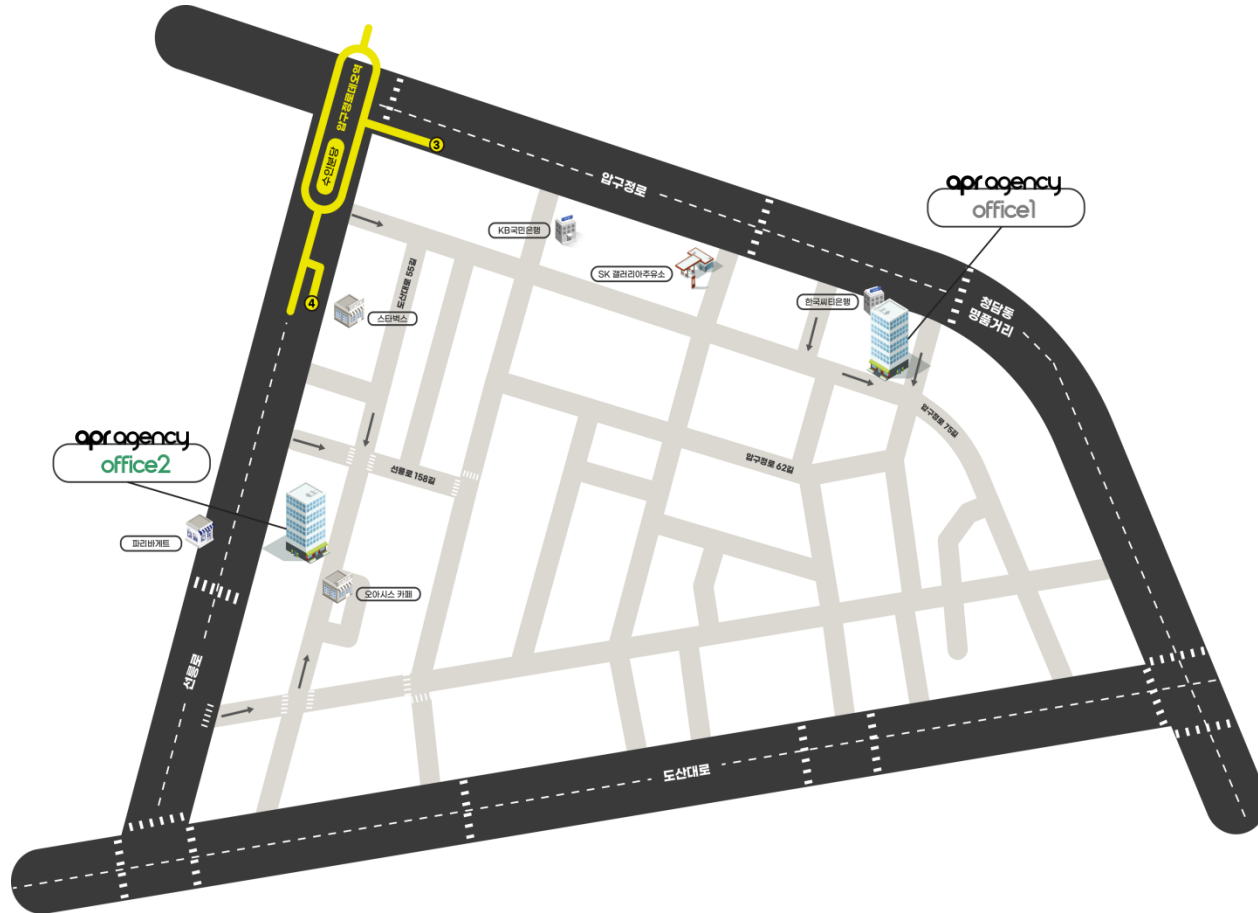 압구정로데오역
수인분당
3
4
압구정로
apr agency
office1
KB국민은행
SK 갤러리아주유소
한국씨티은행
청담동
명품거리
도산대로 55길
스타벅스
압구정로 75길
apr agency
office2
선릉로 158길
압구정로 62길
파리바게트
오아시스 카페
선릉로
도산대로